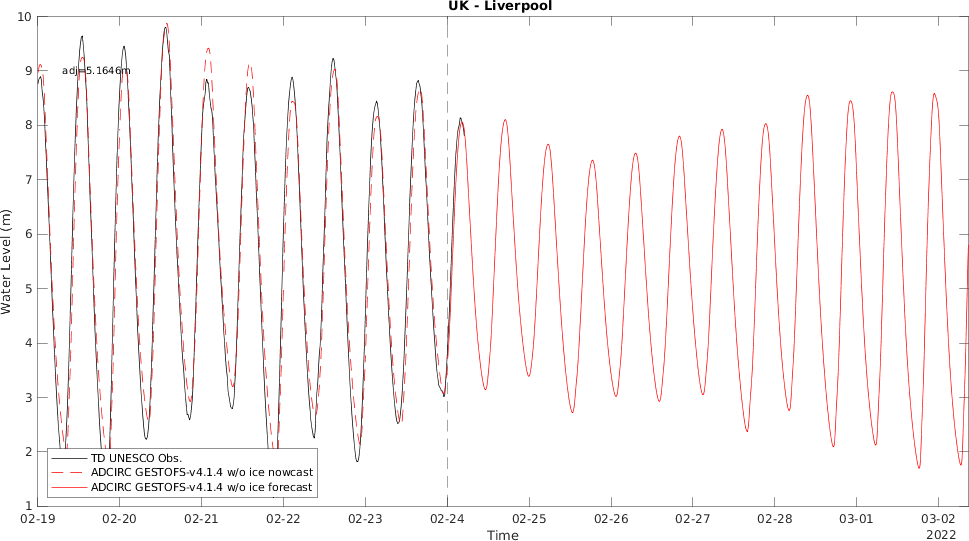 UK - Liverpool
10
9
8
7
6
5
4
3
2
1
Water Level (m)
adj=5.1646m
TD UNESCO Obs.
ADCIRC GESTOFS-v4.1.4 w/o ice nowcast
ADCIRC GESTOFS-v4.1.4 w/o ice forecast
02-19 02-20 02-21 02-22 02-23 02-24 02-25 02-26 02-27 02-28 03-01 03-02
Time
2022